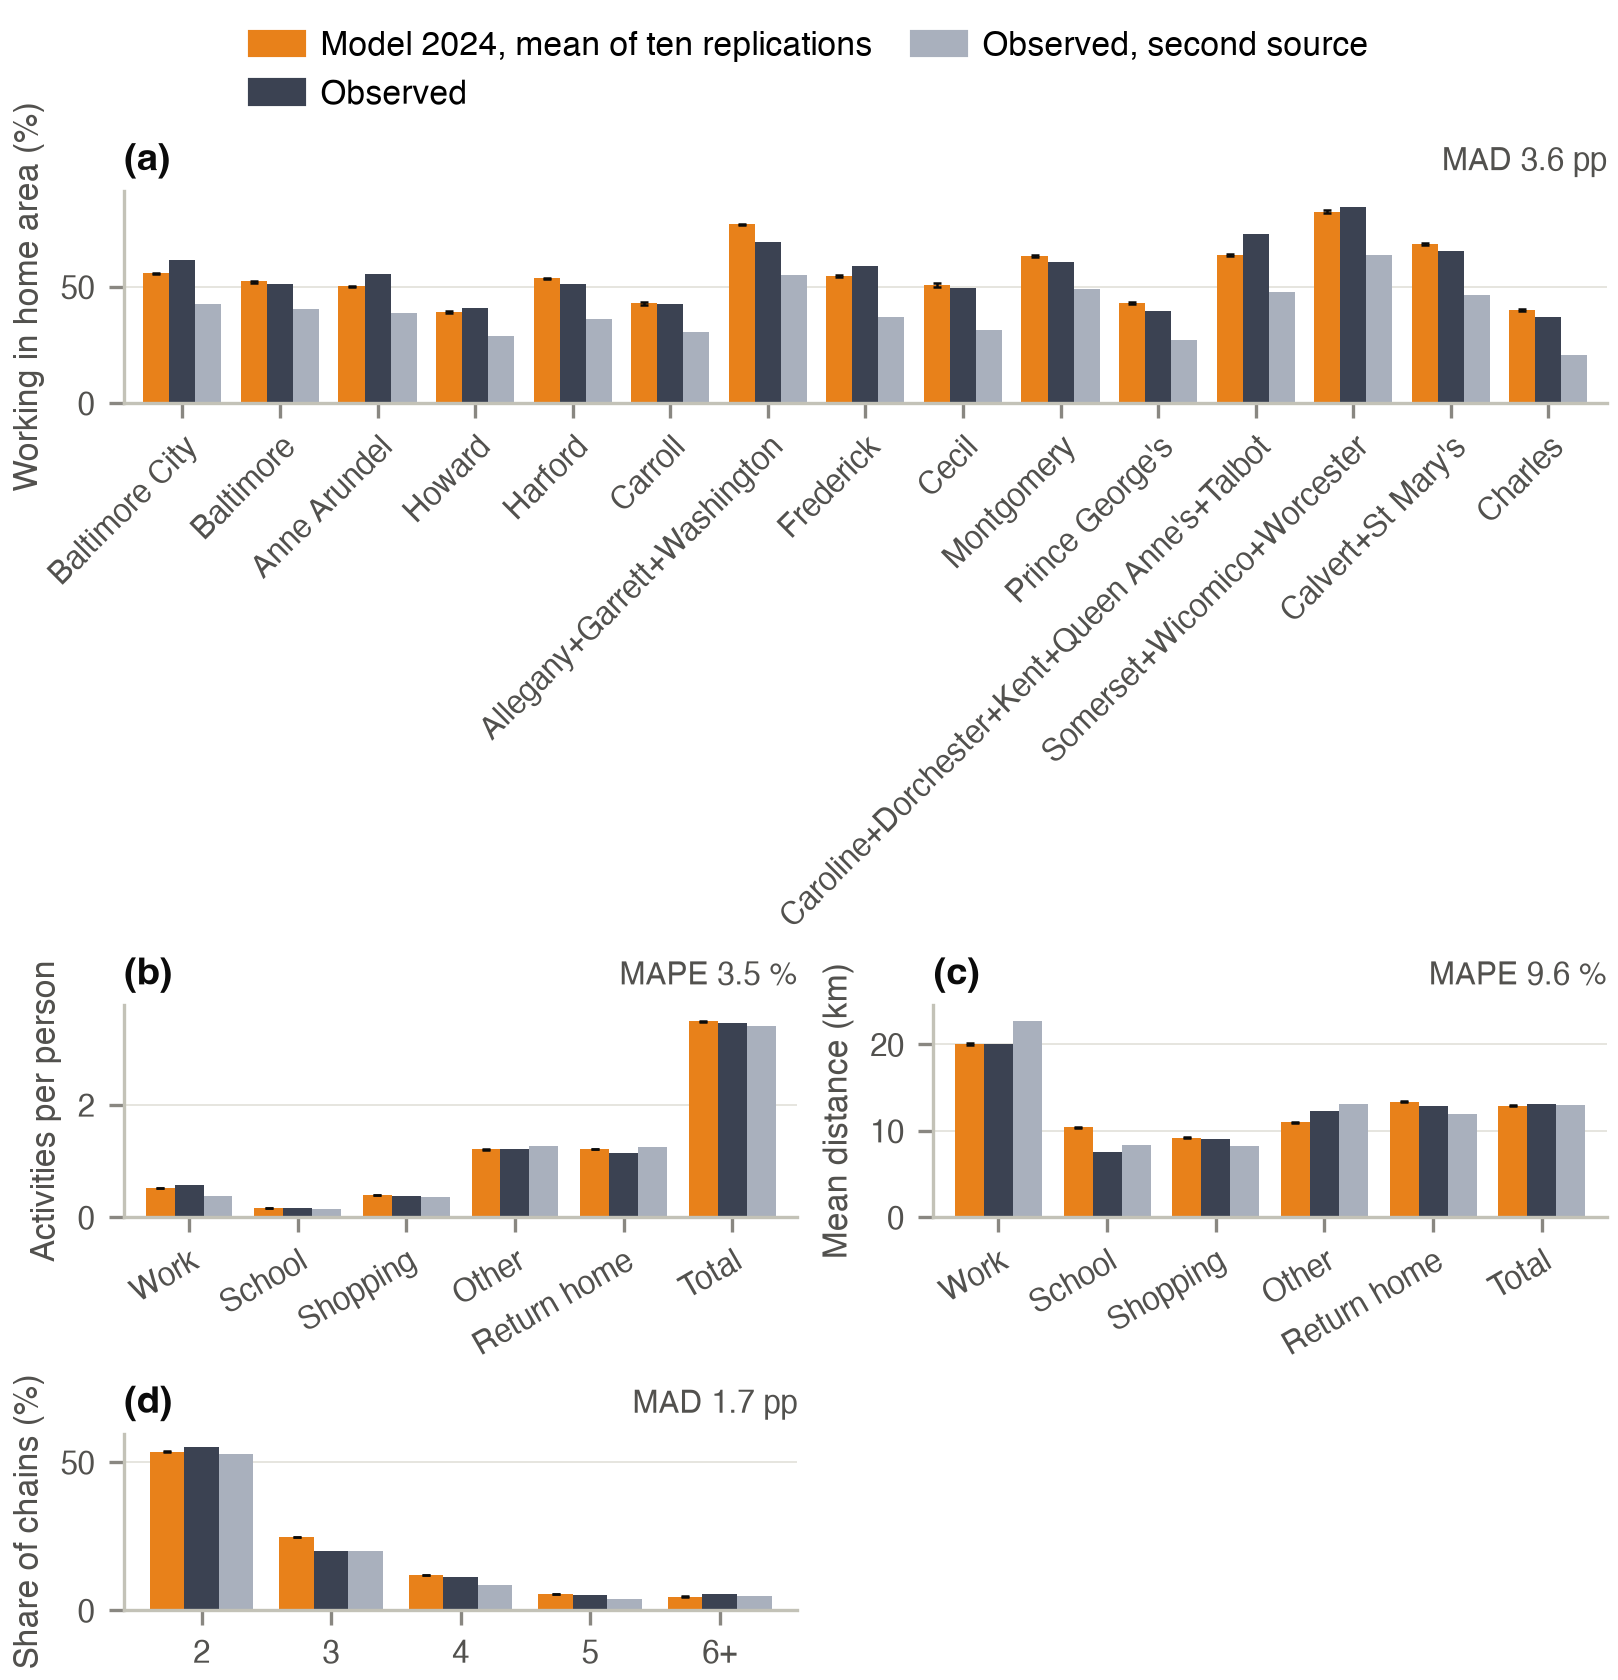 Model 2024, mean of ten replications
Observed, second source
Observed
Working in home area (%)
(a)
MAD 3.6 pp
50
0
Baltimore City
Baltimore
Anne Arundel
Howard
Harford
Carroll
Allegany+Garrett+Washington
Frederick
Cecil
Montgomery
Prince George's
Caroline+Dorchester+Kent+Queen Anne's+Talbot
Somerset+Wicomico+Worcester
Calvert+St Mary's
Charles
Activities per person
(b)
MAPE 3.5 %
2
0
Work
School
Shopping
Other
Return home
Total
Mean distance (km)
(c)
MAPE 9.6 %
20
10
0
Work
School
Shopping
Other
Return home
Total
Share of chains (%)
(d)
MAD 1.7 pp
50
0
2
3
4
5
6+